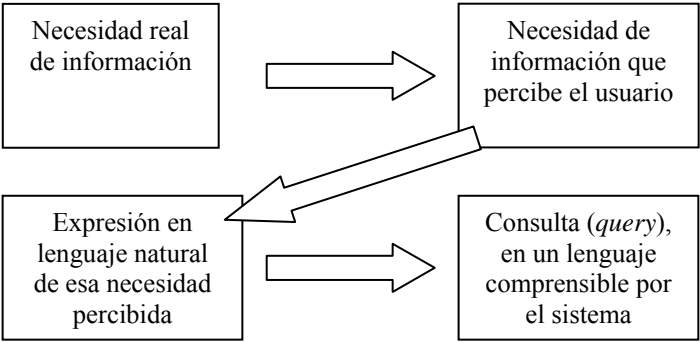 Necesidad real
de información
Necesidad de
información que
percibe el usuario
Expresión en
lenguaje natural
de esa necesidad
percibida
Consulta (query),
en un lenguaje
comprensible por
el sistema